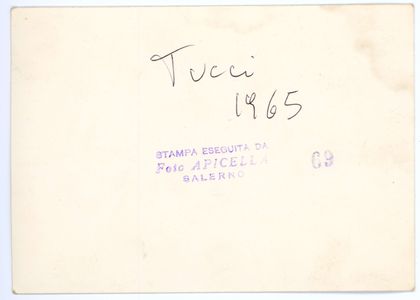 Tucci
1965
STAMPA ESEGUITA DA
Foto APICELLA 69
SALERNO